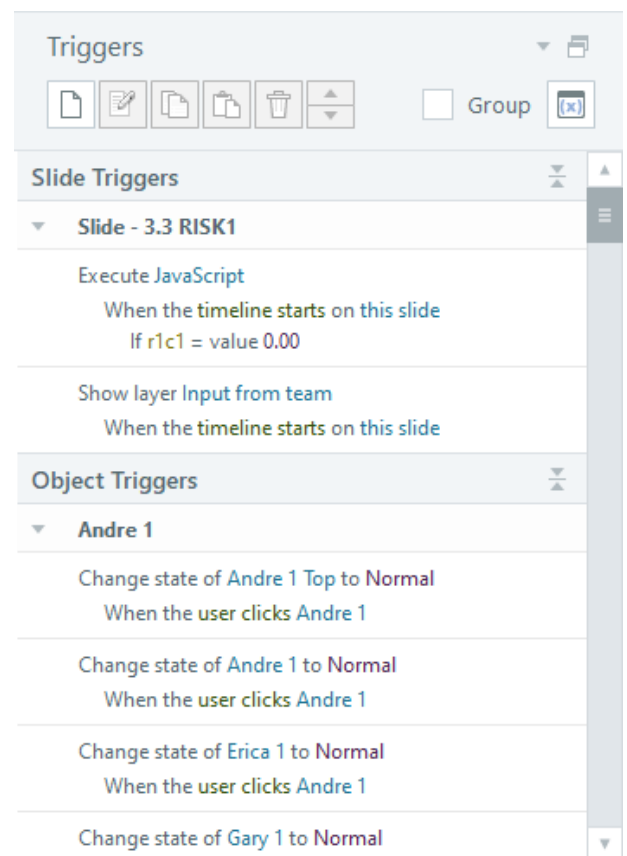 Triggers
Group
(x)
Slide Triggers
Slide - 3.3 RISK1
Execute JavaScript
When the timeline starts on this slide
If r1c1 = value 0.00
Show layer Input from team
When the timeline starts on this slide
Object Triggers
Andre 1
Change state of Andre 1 Top to Normal
When the user clicks Andre 1
Change state of Andre 1 to Normal
When the user clicks Andre 1
Change state of Erica 1 to Normal
When the user clicks Andre 1
Change state of Gary 1 to Normal